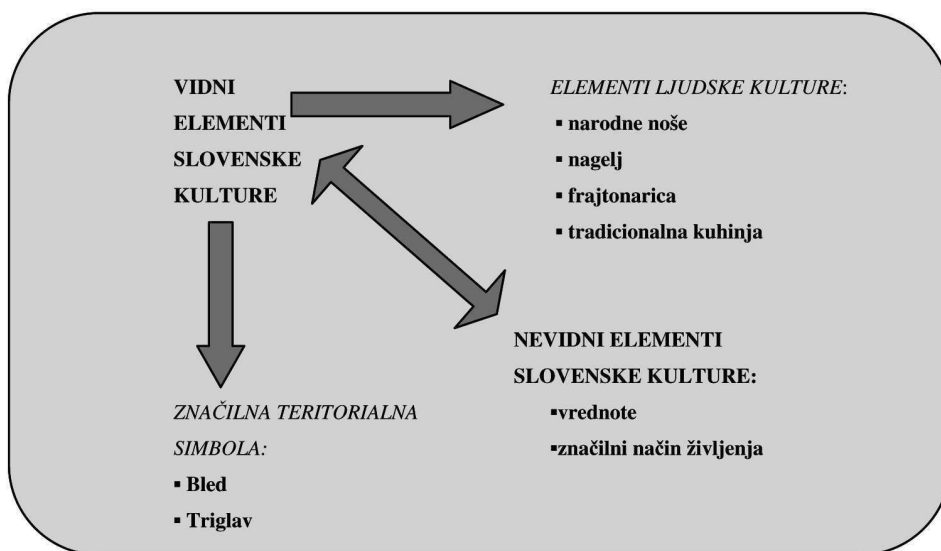 VIDNI
ELEMENTI
SLOVENSKE
KULTURE
ELEMENTI LJUDSKE KULTURE:
▪ narodne noše
▪ nagelj
▪ frajtonarica
▪ tradicionalna kuhinja
NEVIDNI ELEMENTI
SLOVENSKE KULTURE:
▪vrednote
▪značilni način življenja
ZNAČILNA TERITORIALNA
SIMBOLA:
▪ Bled
▪ Triglav